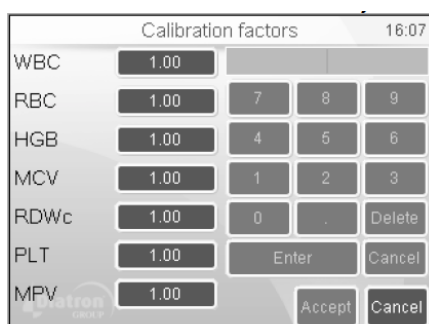 Calibration factors 16:07
WBC 1.00
RBC 1.00 7 8 9
HGB 1.00 4 5 6
MCV 1.00 1 2 3
RDWc 1.00 0 . Delete
PLT 1.00 Enter Cancel
MPV 1.00 Accept Cancel
GROUP